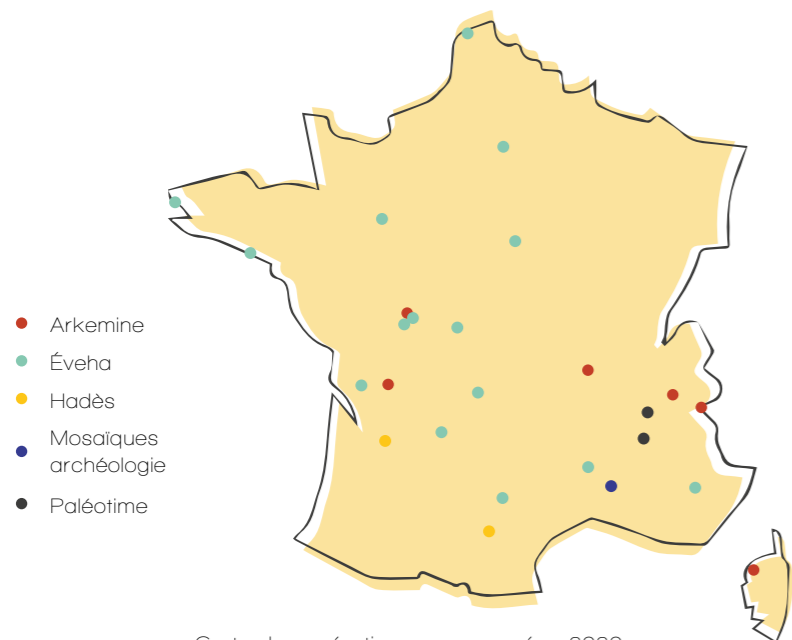 Arkemine
Éveha
Hadès
Mosaïques
archéologie
Paléotime